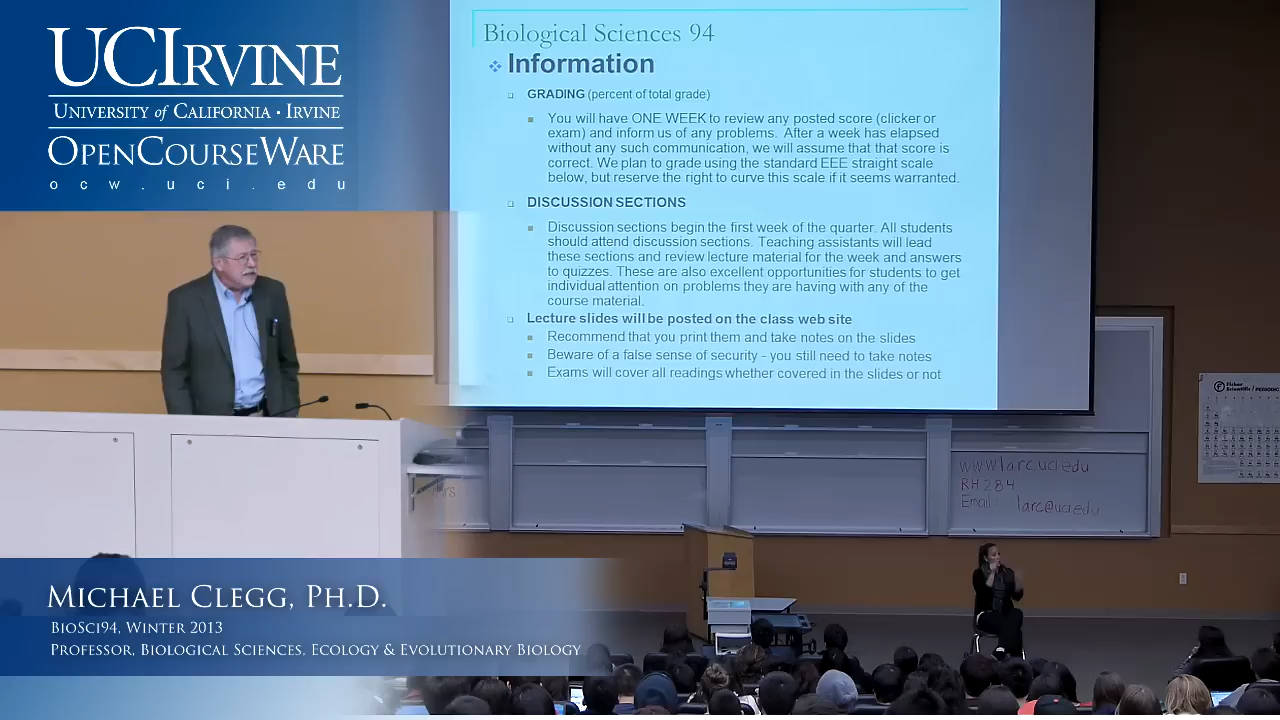 UCIRVINE
UNIVERSITY of CALIFORNIA · IRVINE
OPENCOURSEWARE
ocw.uci.edu
Biological Sciences 94
Information
GRADING (percent of total grade)
You will have ONE WEEK to review any posted score (clicker or
exam) and inform us of any problems. After a week has elapsed
without any such communication, we will assume that that score is
correct. We plan to grade using the standard EEE straight scale
below, but reserve the right to curve this scale if it seems warranted.
DISCUSSION SECTIONS
Discussion sections begin the first week of the quarter. All students
should attend discussion sections. Teaching assistants will lead
these sections and review lecture material for the week and answers
to quizzes. These are also excellent opportunities for students to get
individual attention on problems they are having with any of the
course material.
Lecture slides will be posted on the class web site
Recommend that you print them and take notes on the slides
Beware of a false sense of security - you still need to take notes
Exams will cover all readings whether covered in the slides or not
Fisher
Scientific / PERIODIC
www.larc.uci.edu
RH 284
Email: larc@uci.edu
MICHAEL CLEGG, PH.D.
BIOSCI94, WINTER 2013
PROFESSOR, BIOLOGICAL SCIENCES, ECOLOGY & EVOLUTIONARY BIOLOGY